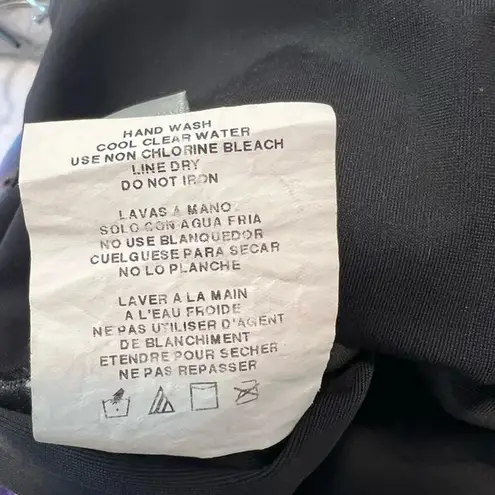 HAND WASH
COOL CLEAR WATER
USE NON CHLORINE BLEACH
LINE DRY
DO NOT IRON
LAVAS A MANO
SOLO CON AGUA FRIA
NO USE BLANQUEDOR
CUELGUESE PARA SECAR
NO LO PLANCHE
LAVER A LA MAIN
A L'EAU FROIDE
NE PAS UTILISER D'AGENT
DE BLANCHIMENT
ETENDRE POUR SECHER
NE PAS REPASSER